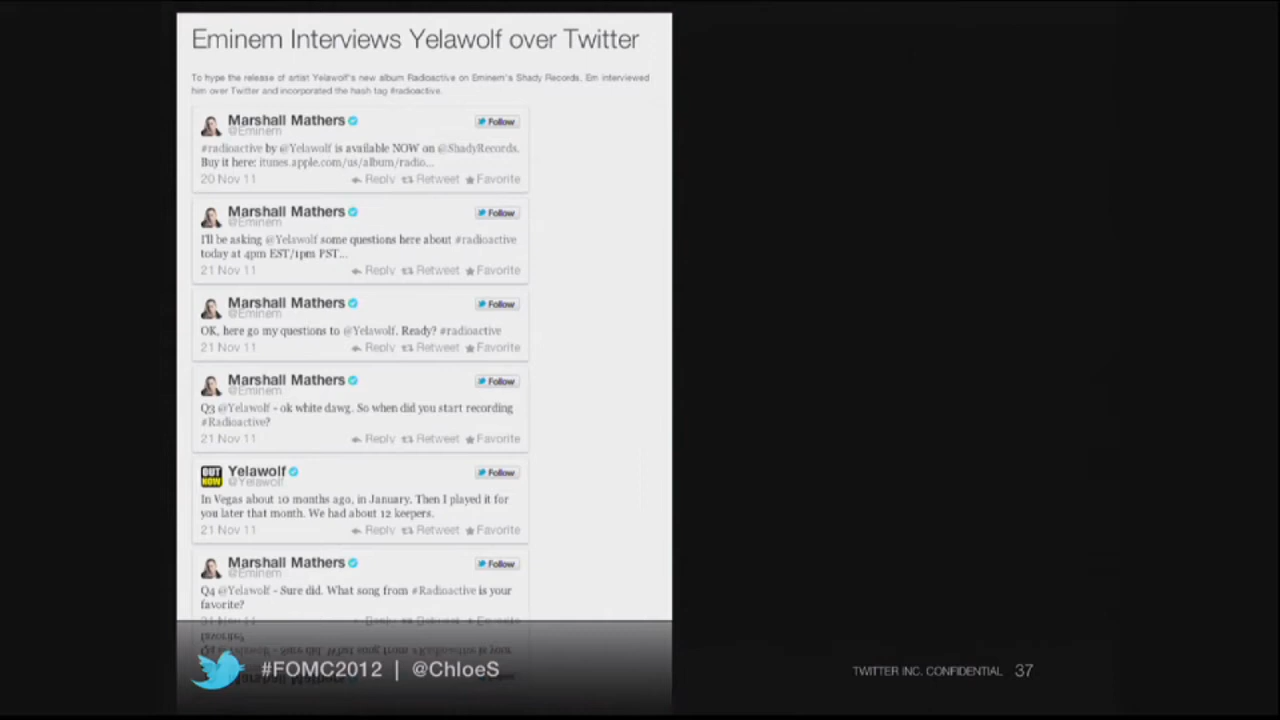 Eminem Interviews Yelawolf over Twitter
To hype the release of artist Yelawolf's new album Radioactive on Eminem's Shady Records, Em interviewed
him over Twitter and incorporated the hash tag #radioactive.
Marshall Mathers
Follow
@Eminem
#radioactive by @Yelawolf is available NOW on @ShadyRecords.
Buy it here: itunes.apple.com/us/album/radio...
20 Nov 11 Reply Retweet Favorite
Marshall Mathers
Follow
@Eminem
I'll be asking @Yelawolf some questions here about #radioactive
today at 4pm EST/1pm PST...
21 Nov 11 Reply Retweet Favorite
Marshall Mathers
Follow
@Eminem
OK, here go my questions to @Yelawolf. Ready? #radioactive
21 Nov 11 Reply Retweet Favorite
Marshall Mathers
Follow
@Eminem
Q3 @Yelawolf - ok white dawg. So when did you start recording
#Radioactive?
21 Nov 11 Reply Retweet Favorite
OUT
NOW
Yelawolf
Follow
@Yelawolf
In Vegas about 10 months ago, in January. Then I played it for
you later that month. We had about 12 keepers.
21 Nov 11 Reply Retweet Favorite
Marshall Mathers
Follow
@Eminem
Q4 @Yelawolf - Sure did. What song from #Radioactive is your
favorite?
#FOMC2012 | @ChloeS
TWITTER INC. CONFIDENTIAL 37